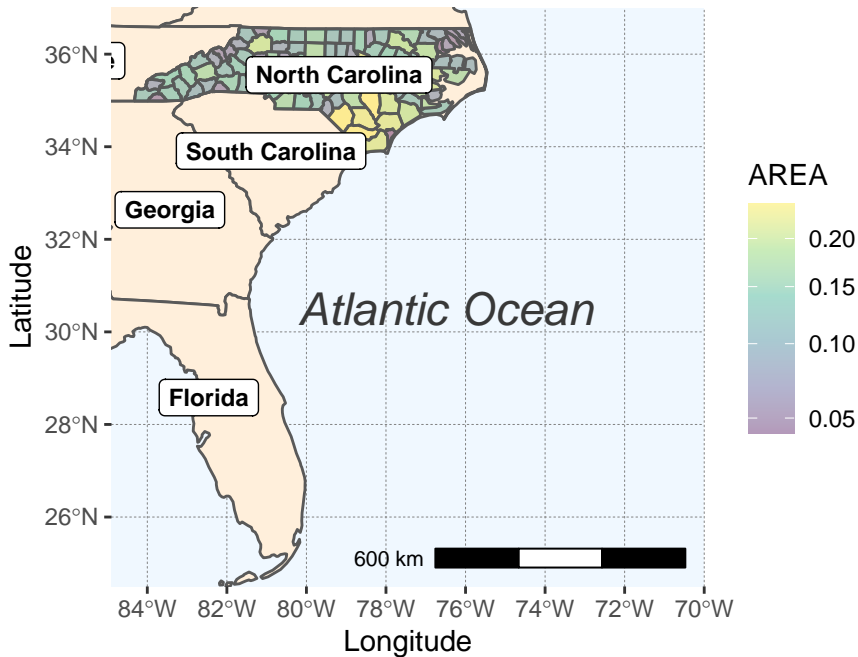 36°N
34°N
32°N
30°N
28°N
26°N
Latitude
e
North Carolina
South Carolina
Georgia
Atlantic Ocean
Florida
600 km
84°W
82°W
80°W
78°W
76°W
74°W
72°W
70°W
Longitude
AREA
0.20
0.15
0.10
0.05